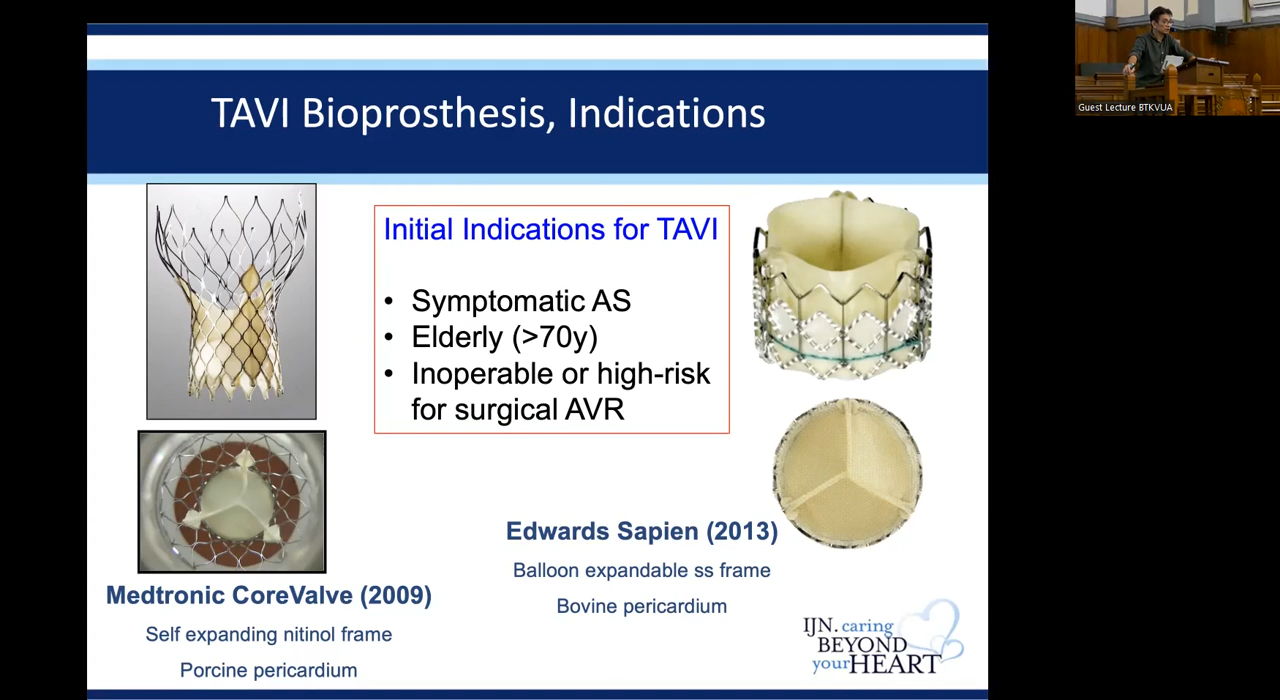 TAVI Bioprosthesis, Indications
Guest Lecture BTKVUA
Initial Indications for TAVI
• Symptomatic AS
• Elderly (>70y)
• Inoperable or high-risk
for surgical AVR
Medtronic CoreValve (2009)
Self expanding nitinol frame
Porcine pericardium
Edwards Sapien (2013)
Balloon expandable ss frame
Bovine pericardium
IJN. caring
BEYOND
your HEART